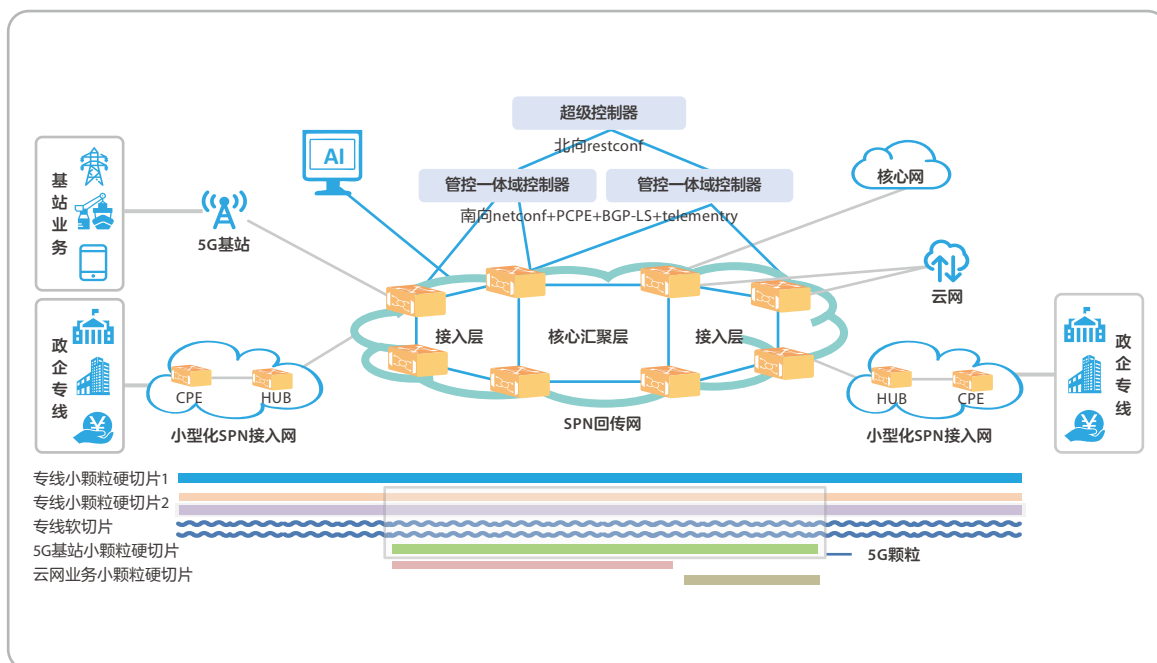 超级控制器
北向restconf
AI
管控一体域控制器
管控一体域控制器
南向netconf+PCPE+BGP-LS+telementry
核心网
基站业务
5G基站
云网
接入层
核心汇聚层
接入层
政企专线
CPE
HUB
小型化SPN接入网
SPN回传网
HUB
CPE
小型化SPN接入网
政企专线
¥
¥
专线小颗粒硬切片1
专线小颗粒硬切片2
专线软切片
5G基站小颗粒硬切片
5G颗粒
云网业务小颗粒硬切片